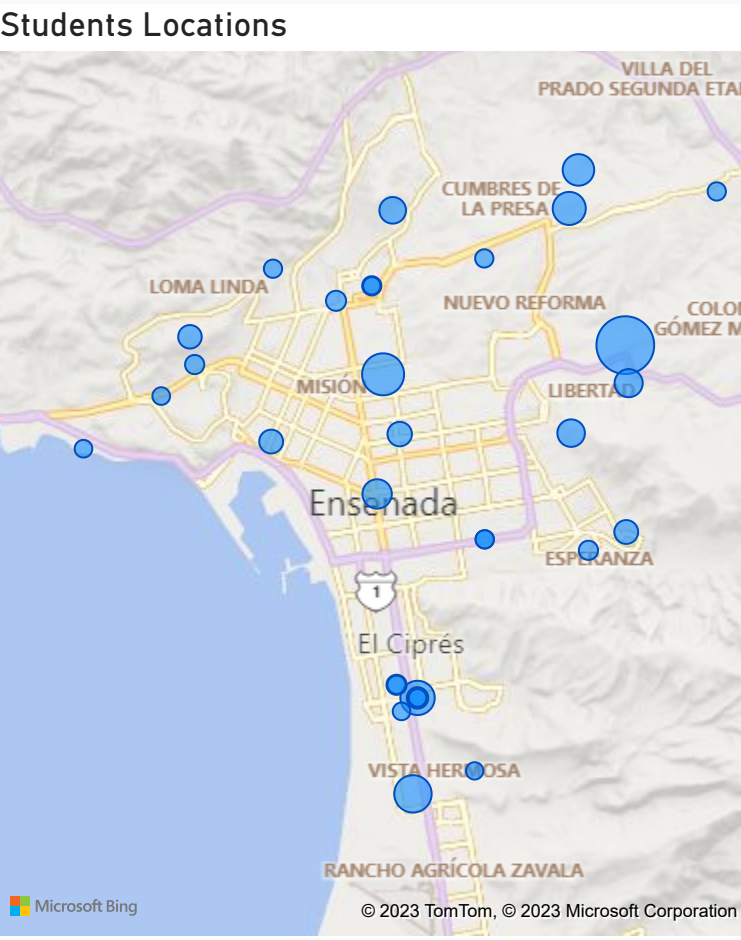 Students Locations
VILLA DEL
PRADO SEGUNDA ETA
CUMBRES DE
LA PRESA
LOMA LINDA
NUEVO REFORMA
COLO
GÓMEZ M
MISIÓN
LIBERTAD
Ensenada
ESPERANZA
1
El Ciprés
VISTA HERMOSA
RANCHO AGRÍCOLA ZAVALA
Microsoft Bing
© 2023 TomTom, © 2023 Microsoft Corporation